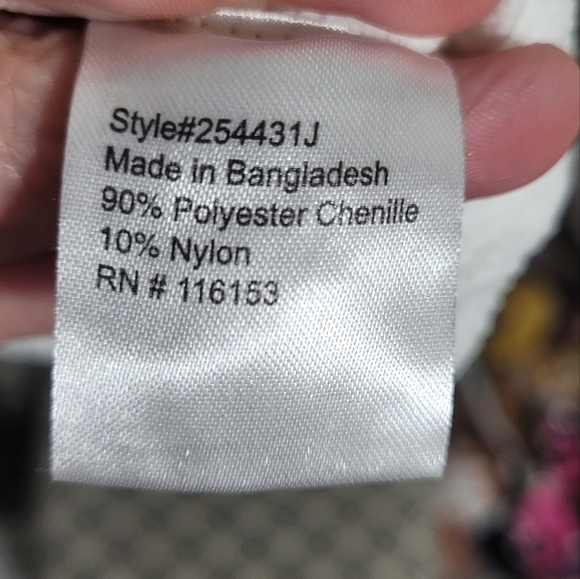 Style#254431J
Made in Bangladesh
90% Polyester Chenille
10% Nylon
RN # 116153